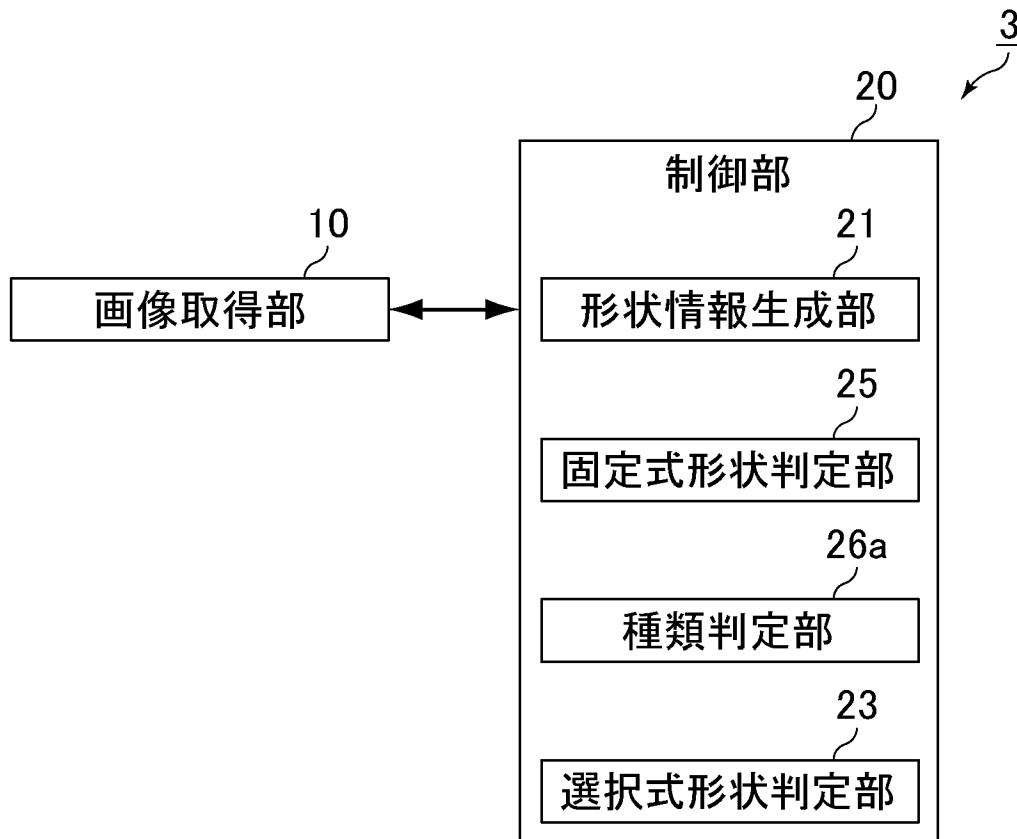 3
20
制御部
10
画像取得部
21
形状情報生成部
25
固定式形状判定部
26a
種類判定部
23
選択式形状判定部